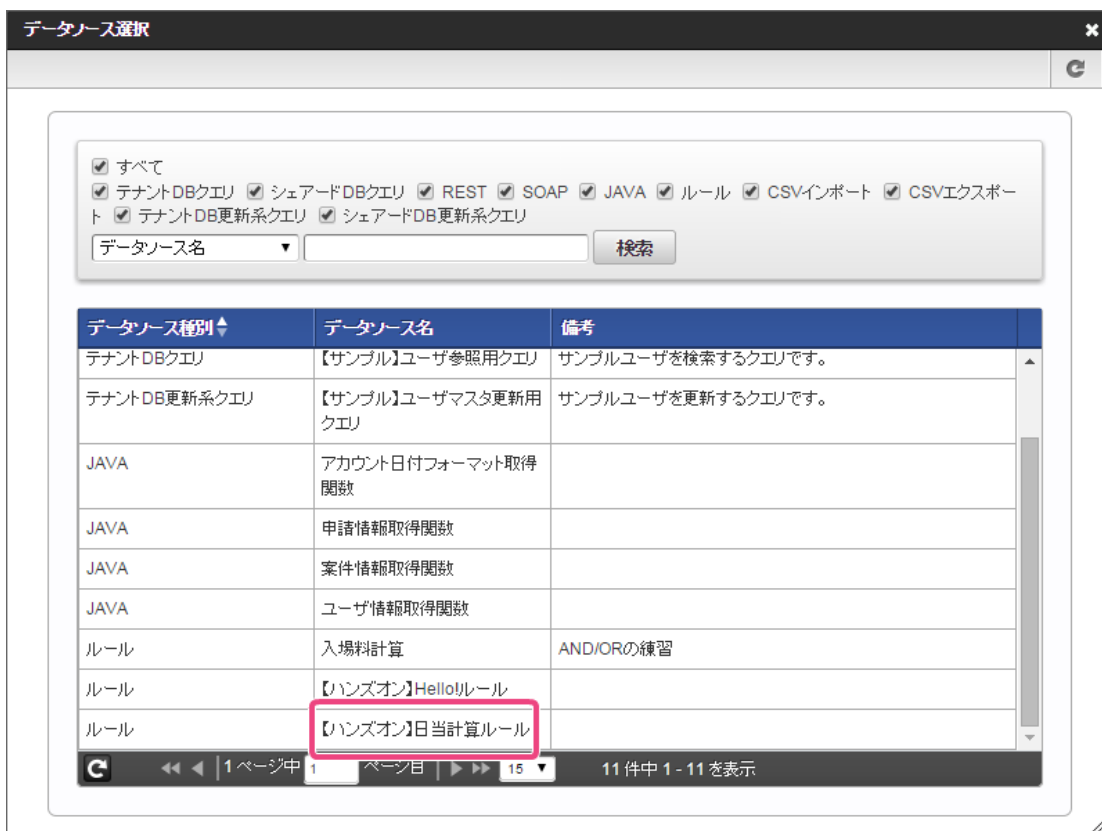 データソース選択
すべて
テナントDBクエリ シェアードDBクエリ REST SOAP JAVA ルール CSVインポート CSVエクスポー
ト テナントDB更新系クエリ シェアードDB更新系クエリ
データソース名 検索
データソース種別 データソース名 備考
テナントDBクエリ 【サンプル】ユーザ参照用クエリ サンプルユーザを検索するクエリです。
テナントDB更新系クエリ 【サンプル】ユーザマスタ更新用 サンプルユーザを更新するクエリです。
クエリ
JAVA アカウント日付フォーマット取得
関数
JAVA 申請情報取得関数
JAVA 案件情報取得関数
JAVA ユーザ情報取得関数
ルール 入場料計算 AND/ORの練習
ルール 【ハンズオン】Hello!ルール
ルール 【ハンズオン】日当計算ルール
1 ページ中 1 ページ目 15 11 件中 1 - 11 を表示